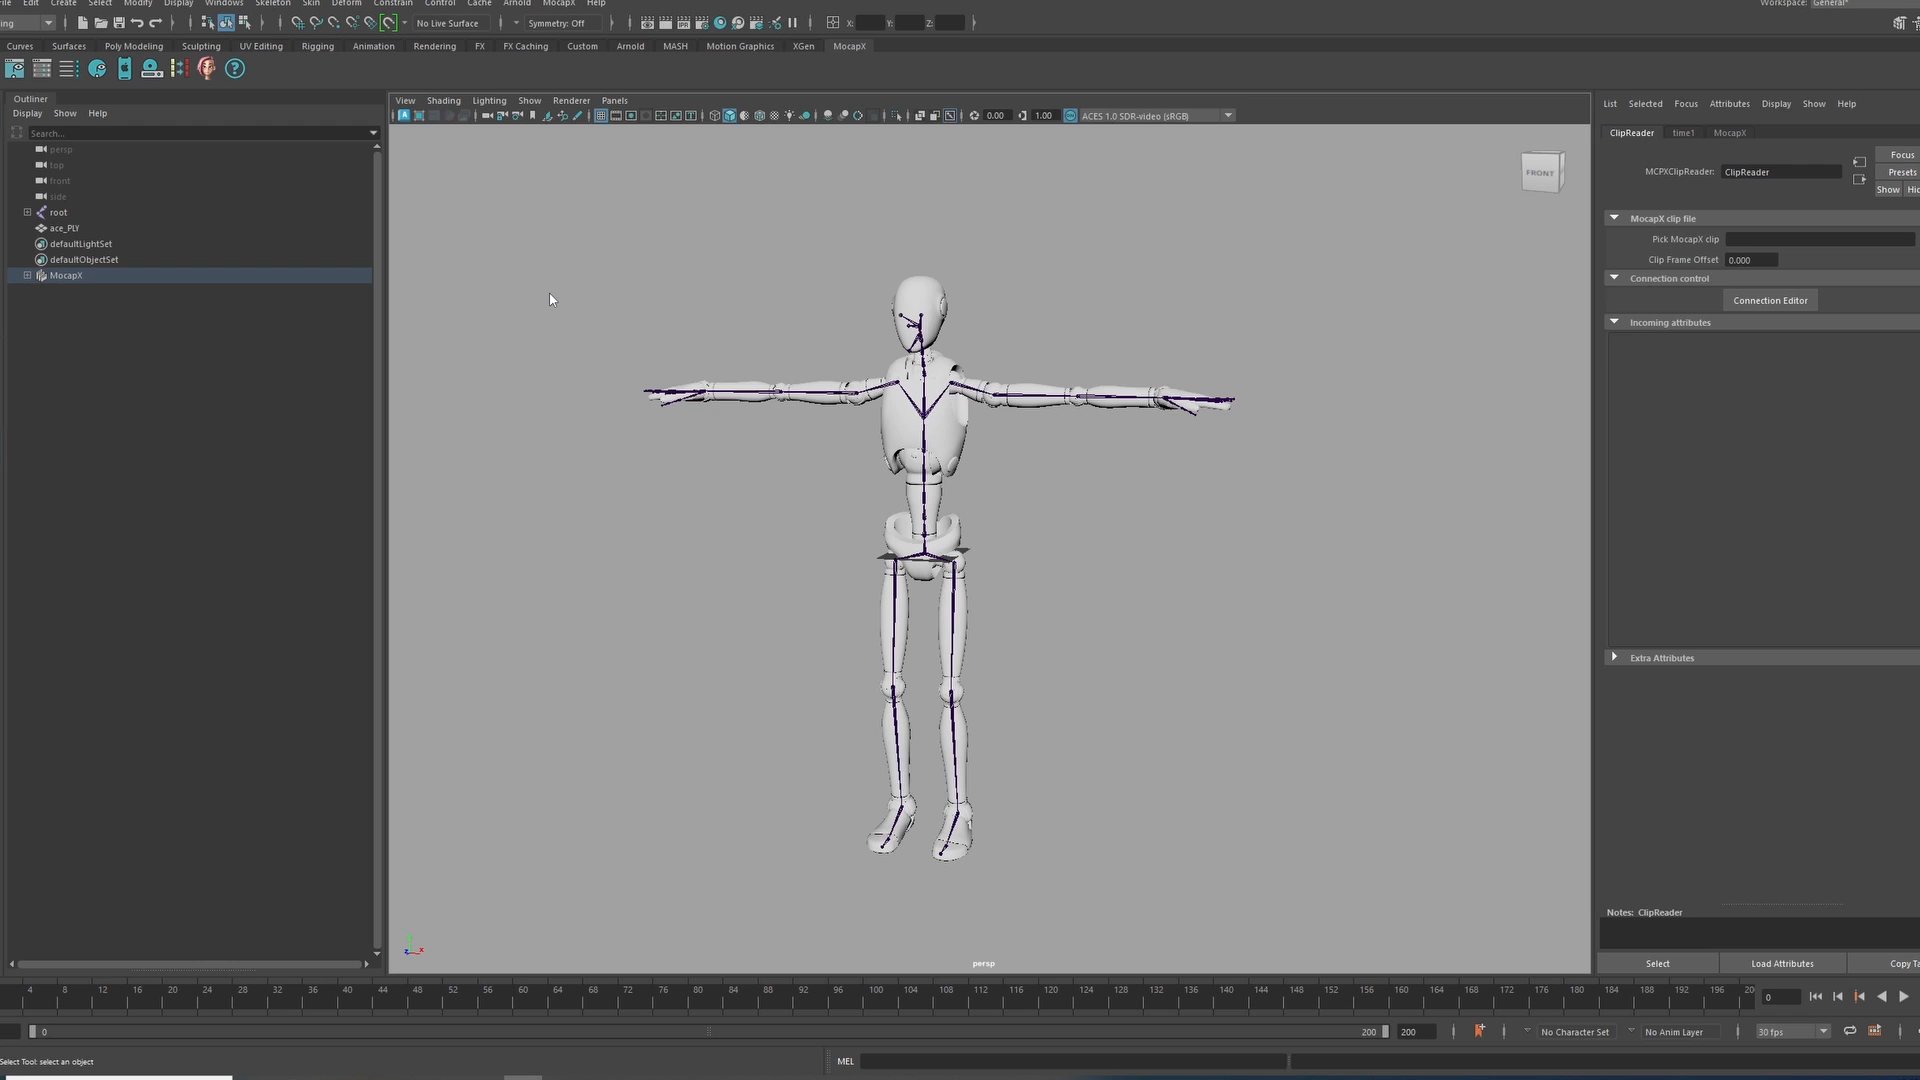 File Edit Create Select Modify Display Windows Skeleton Skin Deform Constrain Control Cache Arnold MocapX Help Workspace: General*
No Live Surface Symmetry: Off X: Y: Z:
Curves Surfaces Poly Modeling Sculpting UV Editing Rigging Animation Rendering FX FX Caching Custom Arnold MASH Motion Graphics XGen MocapX
Outliner
Display Show Help
Search...
persp
top
front
side
root
ace_PLY
defaultLightSet
defaultObjectSet
MocapX
View Shading Lighting Show Renderer Panels
0.00 1.00 ACES 1.0 SDR-video (sRGB)
FRONT
persp
List Selected Focus Attributes Display Show Help
ClipReader time1 MocapX
MCPXClipReader: ClipReader
Focus
Presets
Show Hid
MocapX clip file
Pick MocapX clip
Clip Frame Offset 0.000
Connection control
Connection Editor
Incoming attributes
Extra Attributes
Notes: ClipReader
Select Load Attributes Copy Ta
4 8 12 16 20 24 28 32 36 40 44 48 52 56 60 64 68 72 76 80 84 88 92 96 100 104 108 112 116 120 124 128 132 136 140 144 148 152 156 160 164 168 172 176 180 184 188 192 196 20 0
0 200 200 No Character Set No Anim Layer 30 fps
Select Tool: select an object MEL